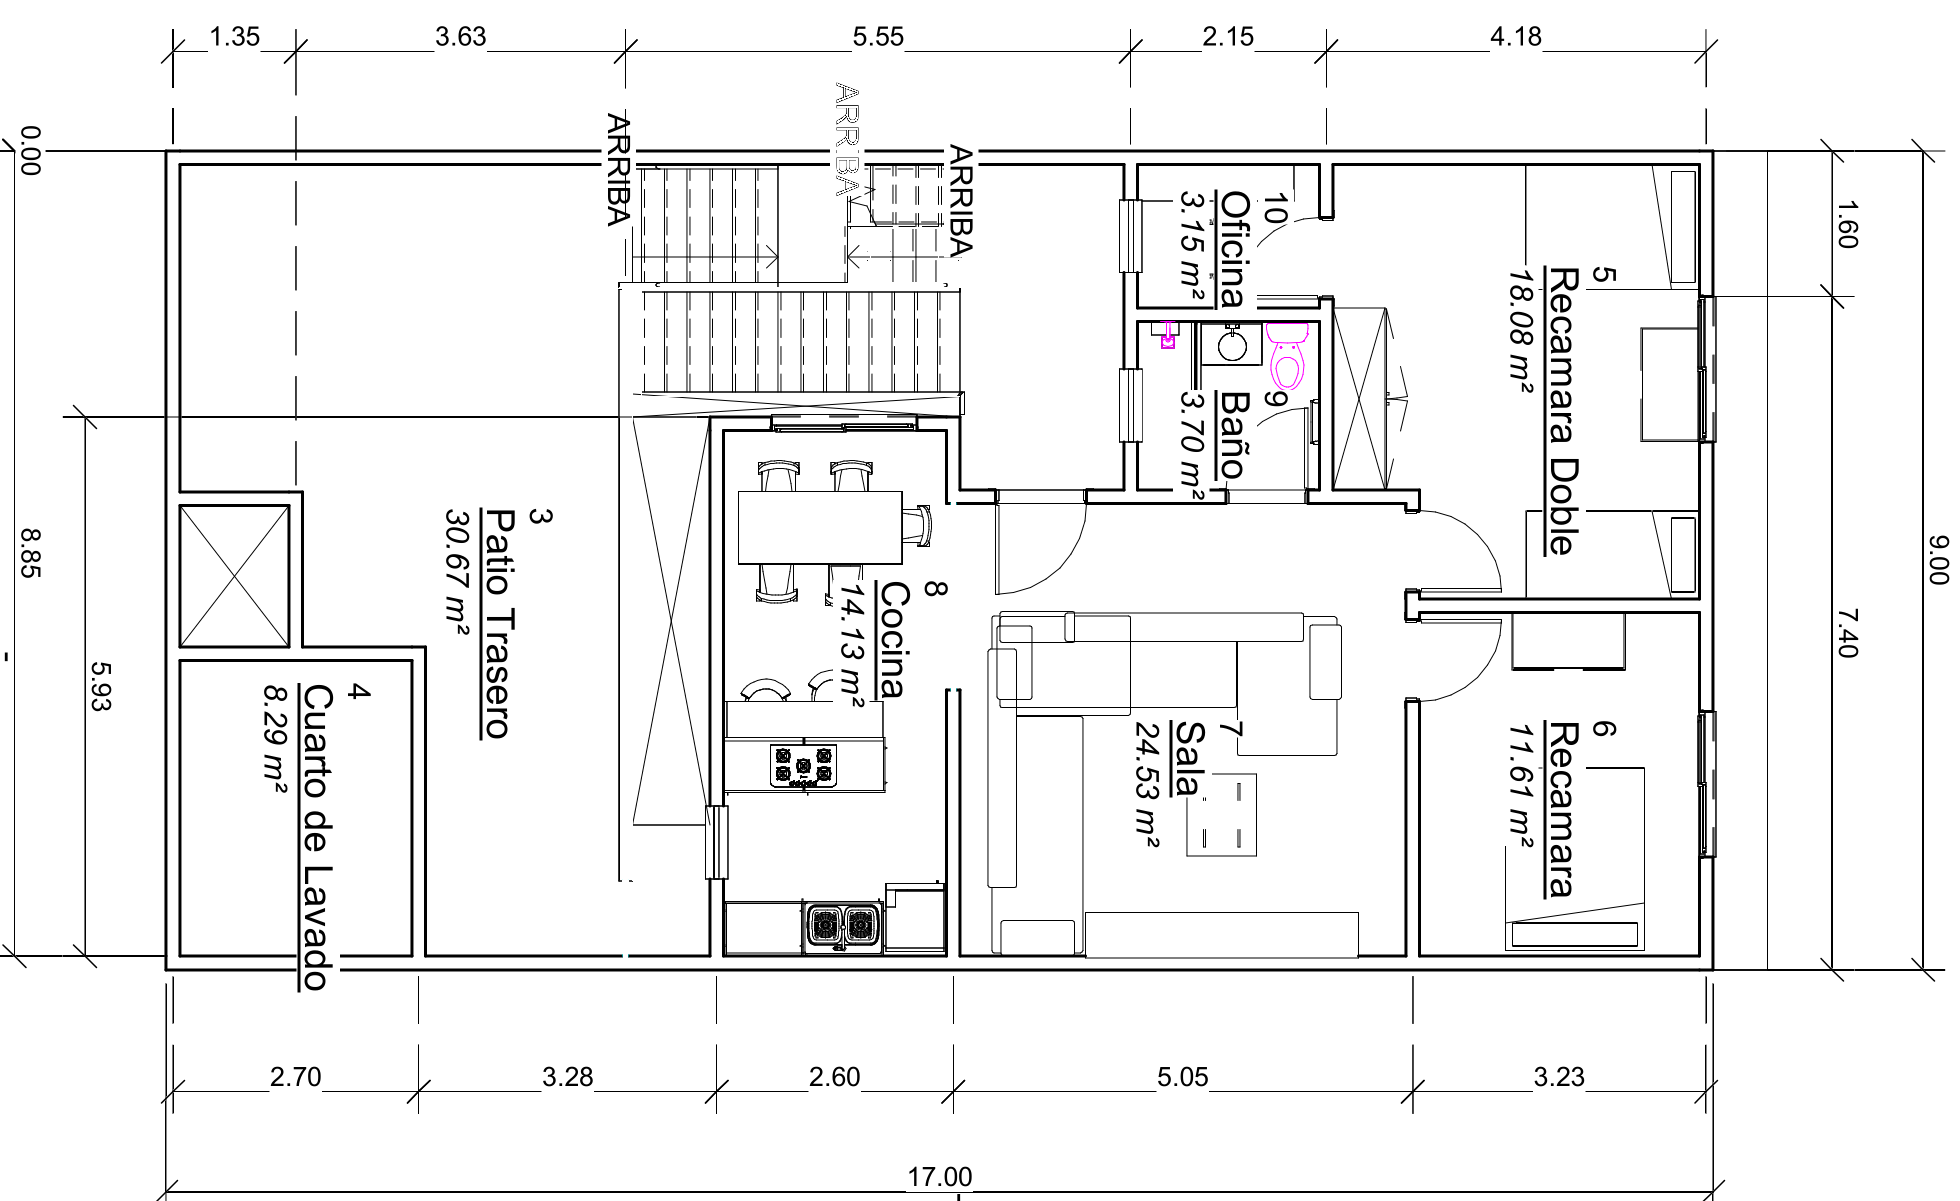 1.35
3.63
5.55
2.15
4.18
0.00
8.85
5.93
1.60
7.40
9.00
ARRIBA
ARRIBA
ARRIBA
10
Oficina
3.15 m²
5
Recamara Doble
18.08 m²
9
Baño
3.70 m²
3
Patio Trasero
30.67 m²
8
Cocina
14.13 m²
4
Cuarto de Lavado
8.29 m²
7
Sala
24.53 m²
6
Recamara
11.61 m²
2.70
3.28
2.60
5.05
3.23
17.00